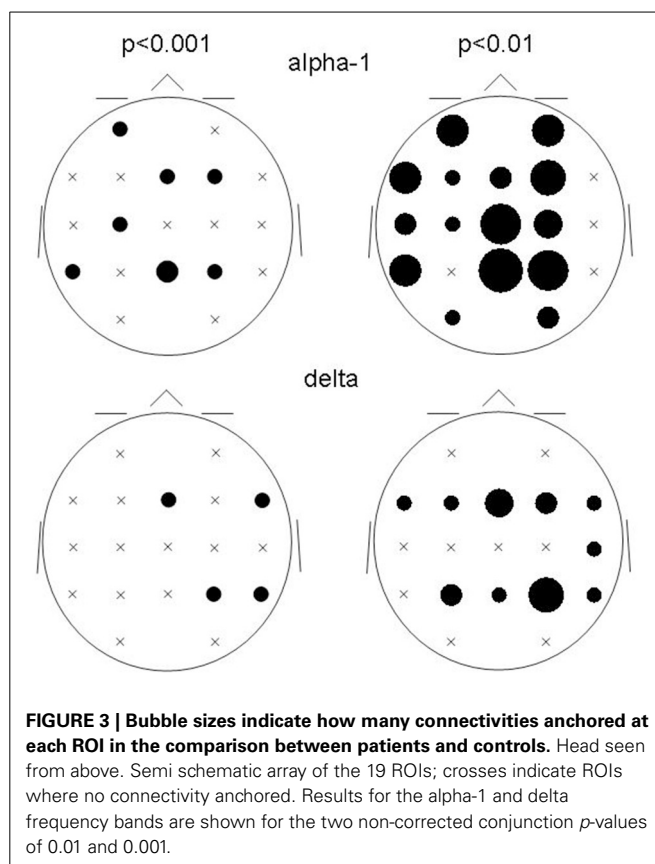 p<0.001
p<0.01
alpha-1
delta
FIGURE 3 | Bubble sizes indicate how many connectivities anchored at
each ROI in the comparison between patients and controls. Head seen
from above. Semi schematic array of the 19 ROIs; crosses indicate ROIs
where no connectivity anchored. Results for the alpha-1 and delta
frequency bands are shown for the two non-corrected conjunction p-values
of 0.01 and 0.001.